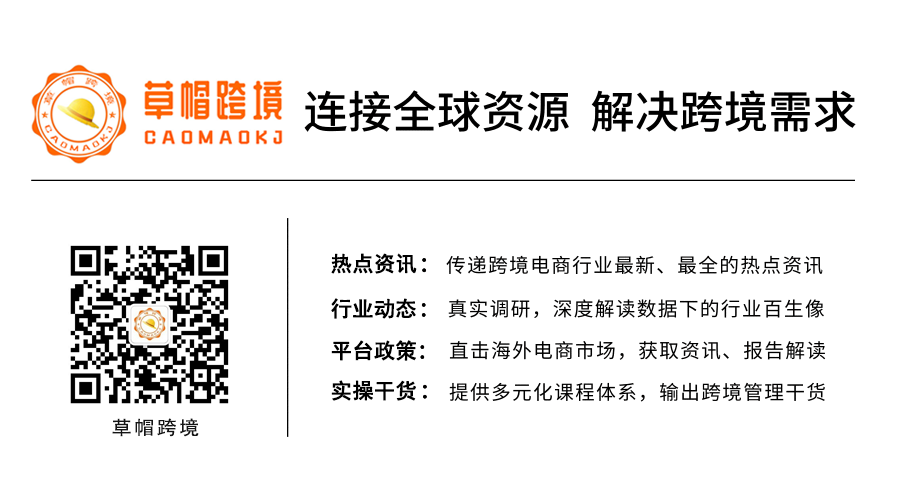 草帽跨境
CAOMAOKJ
草帽跨境
CAOMAOKJ
连接全球资源 解决跨境需求
热点资讯： 传递跨境电商行业最新、最全的热点资讯
行业动态： 真实调研，深度解读数据下的行业百生像
平台政策： 直击海外电商市场，获取资讯、报告解读
实操干货： 提供多元化课程体系，输出跨境管理干货
草帽跨境